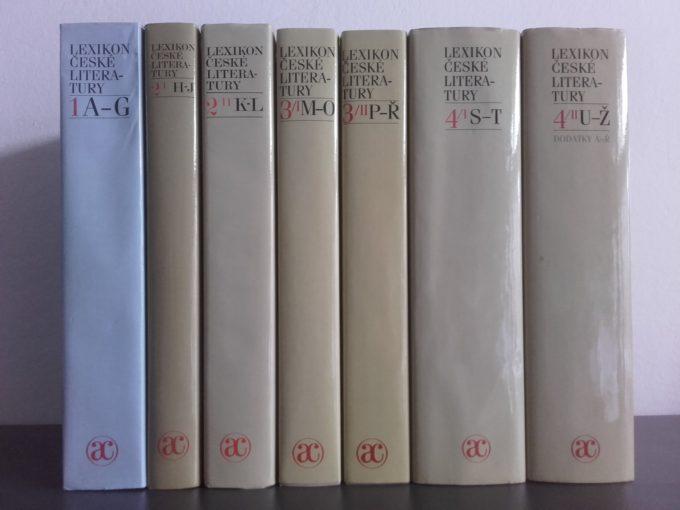 LEXIKON
ČESKÉ
LITERA-
TURY
1 A–G
ac
LEXIKON
ČESKÉ
LITERA-
TURY
2/I H-J
ac
LEXIKON
ČESKÉ
LITERA-
TURY
2/II K-L
ac
LEXIKON
ČESKÉ
LITERA-
TURY
3/I M–O
ac
LEXIKON
ČESKÉ
LITERA-
TURY
3/II P–Ř
ac
LEXIKON
ČESKÉ
LITERA-
TURY
4/I S–T
ac
LEXIKON
ČESKÉ
LITERA-
TURY
4/II U–Ž
DODATKY A–Ř
ac